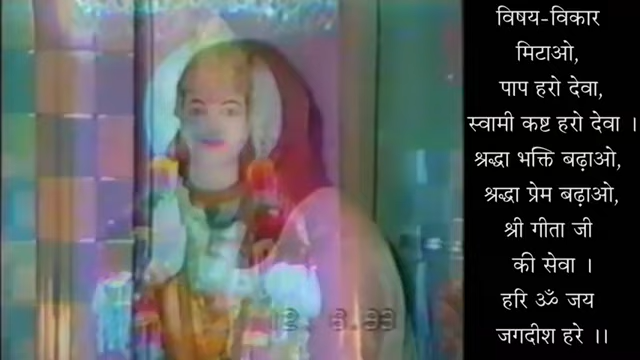 विषय-विकार
मिटाओ,
पाप हरो देवा,
स्वामी कष्ट हरो देवा ।
श्रद्धा भक्ति बढ़ाओ,
श्रद्धा प्रेम बढ़ाओ,
श्री गीता जी
की सेवा ।
हरि ॐ जय
जगदीश हरे ।।